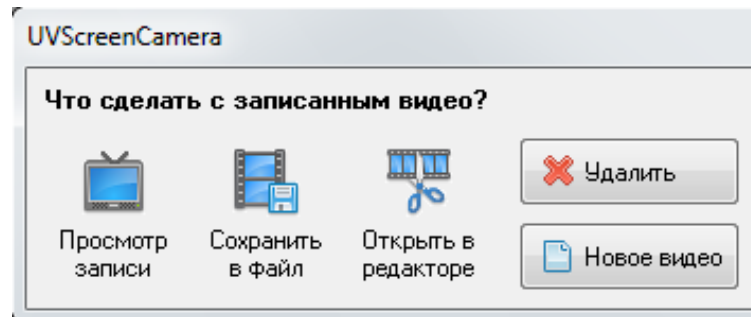 UVScreenCamera
Что сделать с записанным видео?
Просмотр
записи
Сохранить
в файл
Открыть в
редакторе
Удалить
Новое видео